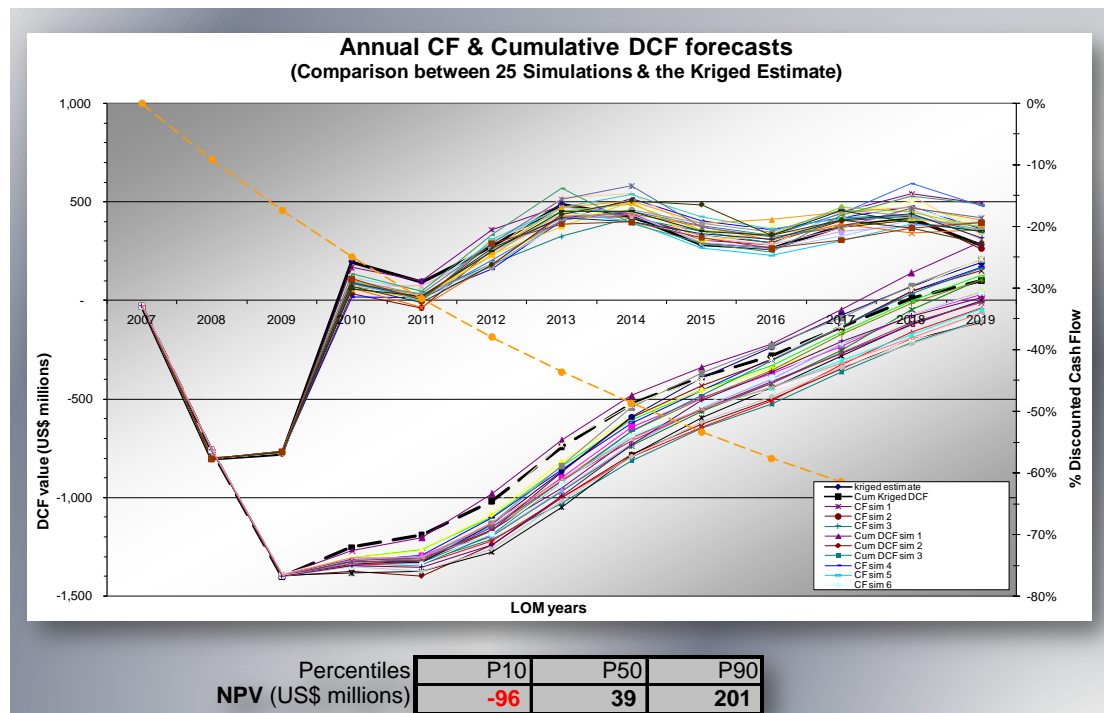 Annual CF & Cumulative DCF forecasts
(Comparison between 25 Simulations & the Kriged Estimate)
1,000
500
-
-500
-1,000
-1,500
DCF value (US$ millions)
2007 2008 2009 2010 2011 2012 2013 2014 2015 2016 2017 2018 2019
LOM years
0%
-10%
-20%
-30%
-40%
-50%
-60%
-70%
-80%
% Discounted Cash Flow
kriged estimate
Cum Kriged DCF
CF sim 1
CF sim 2
CF sim 3
Cum DCF sim 1
Cum DCF sim 2
Cum DCF sim 3
CF sim 4
CF sim 5
CF sim 6
Percentiles P10 P50 P90
NPV (US$ millions) -96 39 201